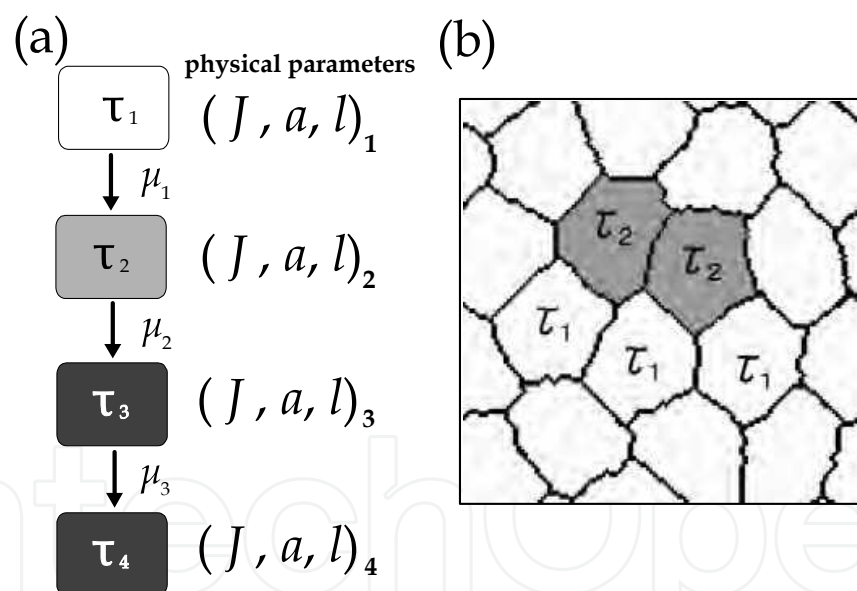 (a)
physical parameters
τ1 (J, a, l)1
μ1
τ2 (J, a, l)2
μ2
τ3 (J, a, l)3
μ3
τ4 (J, a, l)4
(b)
τ2
τ2
τ1
τ1
τ1